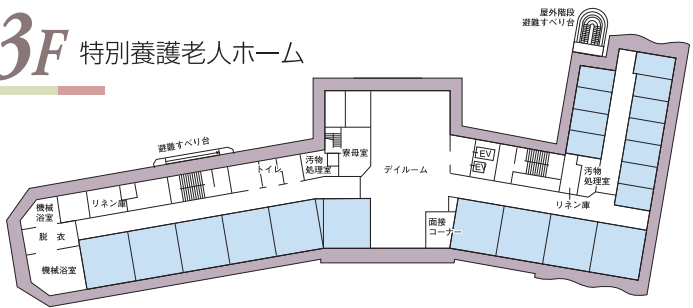 3F 特別養護老人ホーム
屋外階段
避難すべり台
避難すべり台
トイレ
汚物
処理室
寮母室
デイルーム
EV
EV
汚物
処理室
リネン庫
機械
浴室
リネン庫
脱 衣
機械浴室
面接
コーナー